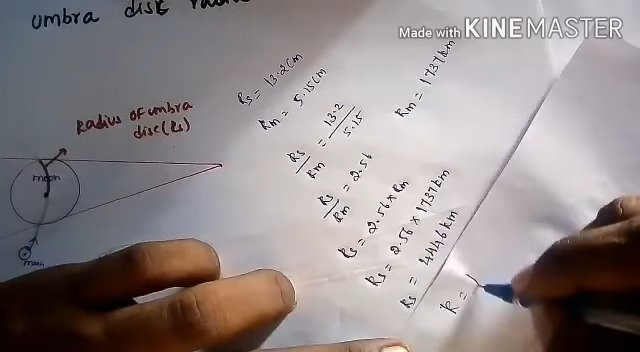 umbra disk radiu
Made with KINEMASTER
Radius of umbra
disc(Rs)
moon
moon
Rs = 13.2cm
Rm = 5.15cm
Rs/Rm = 13.2/5.15
Rs/Rm = 2.56
Rs = 2.56 × Rm
Rm = 1737km
Rs = 2.56 × 1737km
Rs = 4446km
K =